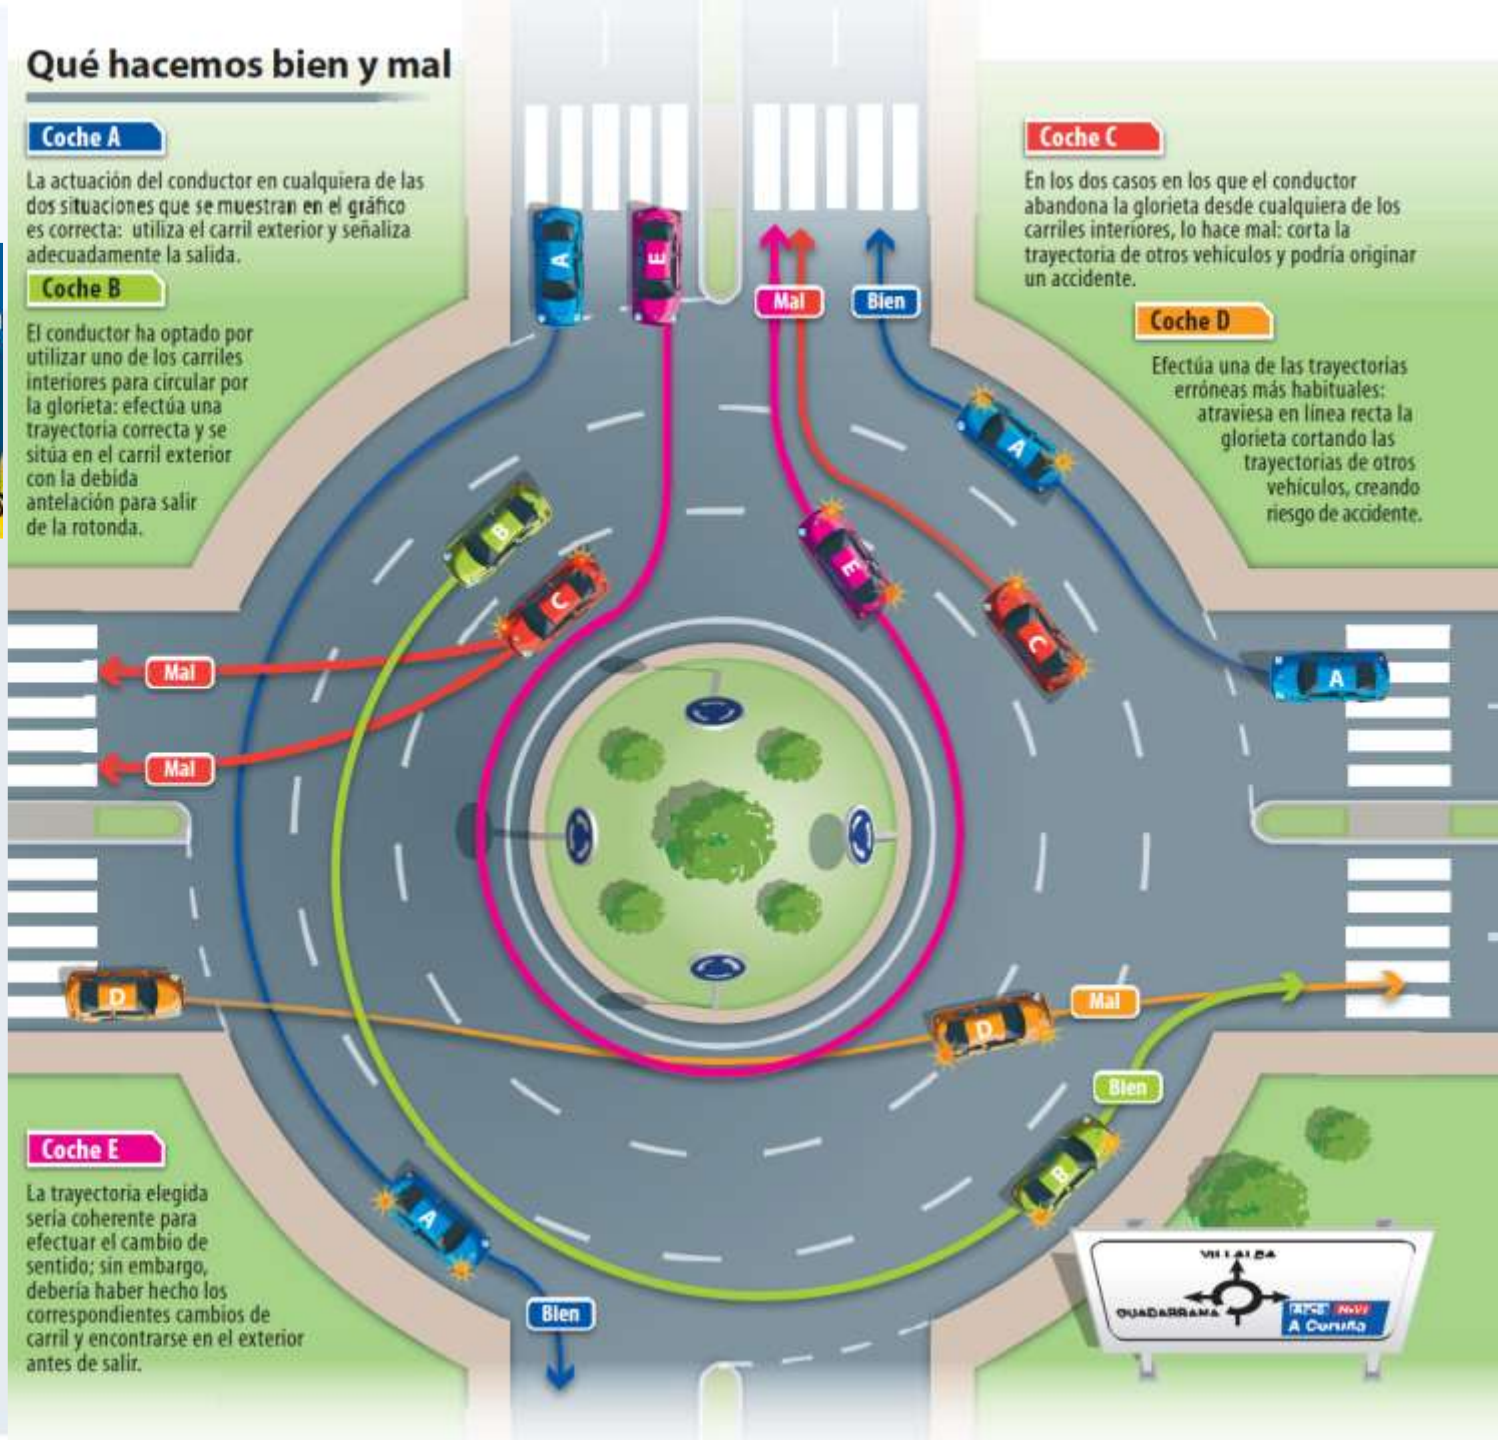 Qué hacemos bien y mal
Coche A
La actuación del conductor en cualquiera de las
dos situaciones que se muestran en el gráfico
es correcta: utiliza el carril exterior y señaliza
adecuadamente la salida.
Coche B
El conductor ha optado por
utilizar uno de los carriles
interiores para circular por
la glorieta: efectúa una
trayectoria correcta y se
sitúa en el carril exterior
con la debida
antelación para salir
de la rotonda.
Coche C
En los dos casos en los que el conductor
abandona la glorieta desde cualquiera de los
carriles interiores, lo hace mal: corta la
trayectoria de otros vehículos y podría originar
un accidente.
Coche D
Efectúa una de las trayectorias
erróneas más habituales:
atraviesa en línea recta la
glorieta cortando las
trayectorias de otros
vehículos, creando
riesgo de accidente.
A
E
Mal
Bien
A
B
E
C
C
Mal
A
Mal
D
D
Mal
Bien
B
A
Bien
Coche E
La trayectoria elegida
sería coherente para
efectuar el cambio de
sentido; sin embargo,
debería haber hecho los
correspondientes cambios de
carril y encontrarse en el exterior
antes de salir.
VILLALBA
GUADARRAMA
A Coruña